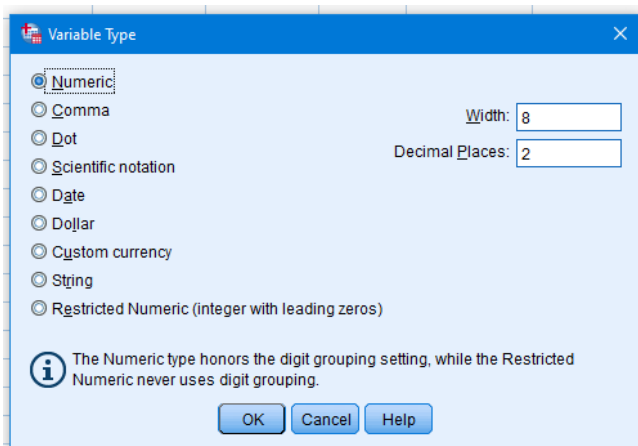 Variable Type
Numeric
Comma
Width: 8
Dot
Decimal Places: 2
Scientific notation
Date
Dollar
Custom currency
String
Restricted Numeric (integer with leading zeros)
The Numeric type honors the digit grouping setting, while the Restricted
Numeric never uses digit grouping.
OK Cancel Help